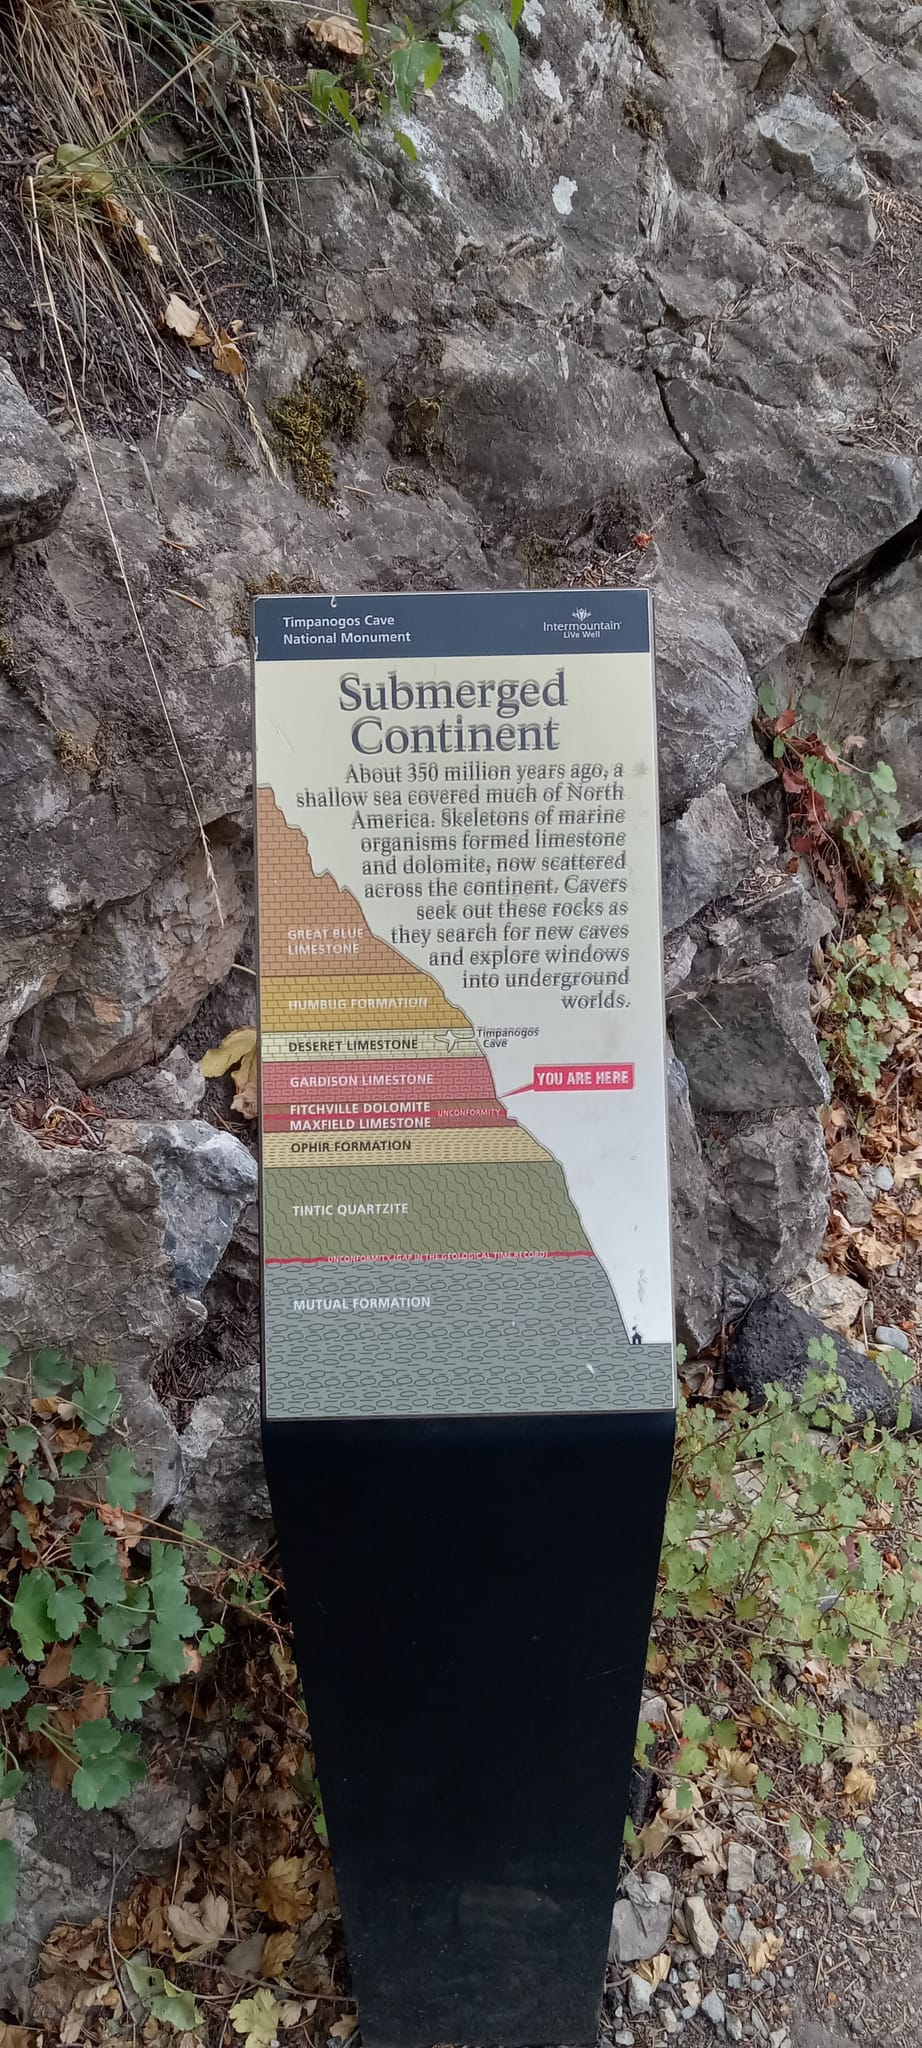 Timpanogos Cave
National Monument
Intermountain
LiVe Well
Submerged
Continent
About 350 million years ago, a
shallow sea covered much of North
America. Skeletons of marine
organisms formed limestone
and dolomite, now scattered
across the continent. Cavers
seek out these rocks as
they search for new caves
and explore windows
into underground
worlds.
GREAT BLUE
LIMESTONE
HUMBUG FORMATION
DESERET LIMESTONE
Timpanogos
Cave
GARDISON LIMESTONE
YOU ARE HERE
FITCHVILLE DOLOMITE
UNCONFORMITY
MAXFIELD LIMESTONE
OPHIR FORMATION
TINTIC QUARTZITE
UNCONFORMITY (GAP IN THE GEOLOGICAL TIME RECORD)
MUTUAL FORMATION